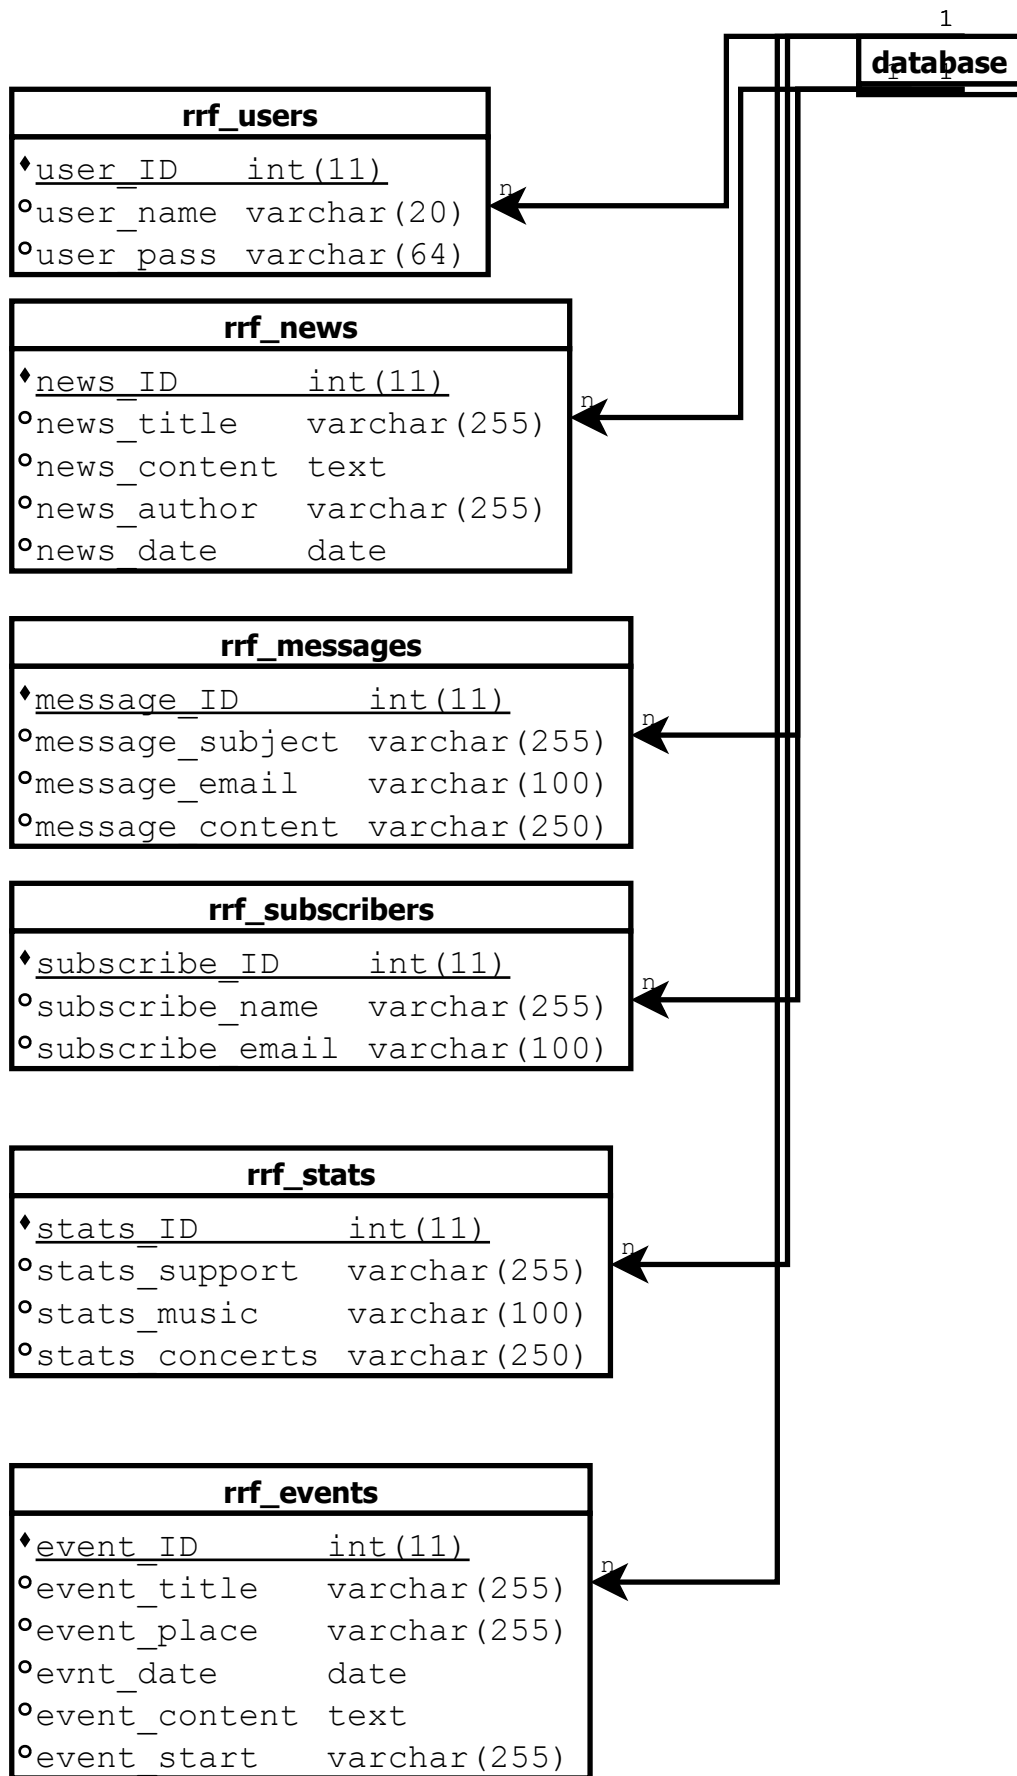 1
database
1 1
rrf_users
user_ID int(11)
n
user_name varchar(20)
user_pass varchar(64)
rrf_news
news_ID int(11)
n
news_title varchar(255)
news_content text
news_author varchar(255)
news_date date
rrf_messages
message_ID int(11)
n
message_subject varchar(255)
message_email varchar(100)
message_content varchar(250)
rrf_subscribers
subscribe_ID int(11)
n
subscribe_name varchar(255)
subscribe_email varchar(100)
rrf_stats
stats_ID int(11)
n
stats_support varchar(255)
stats_music varchar(100)
stats_concerts varchar(250)
rrf_events
event_ID int(11)
n
event_title varchar(255)
event_place varchar(255)
evnt_date date
event_content text
event_start varchar(255)